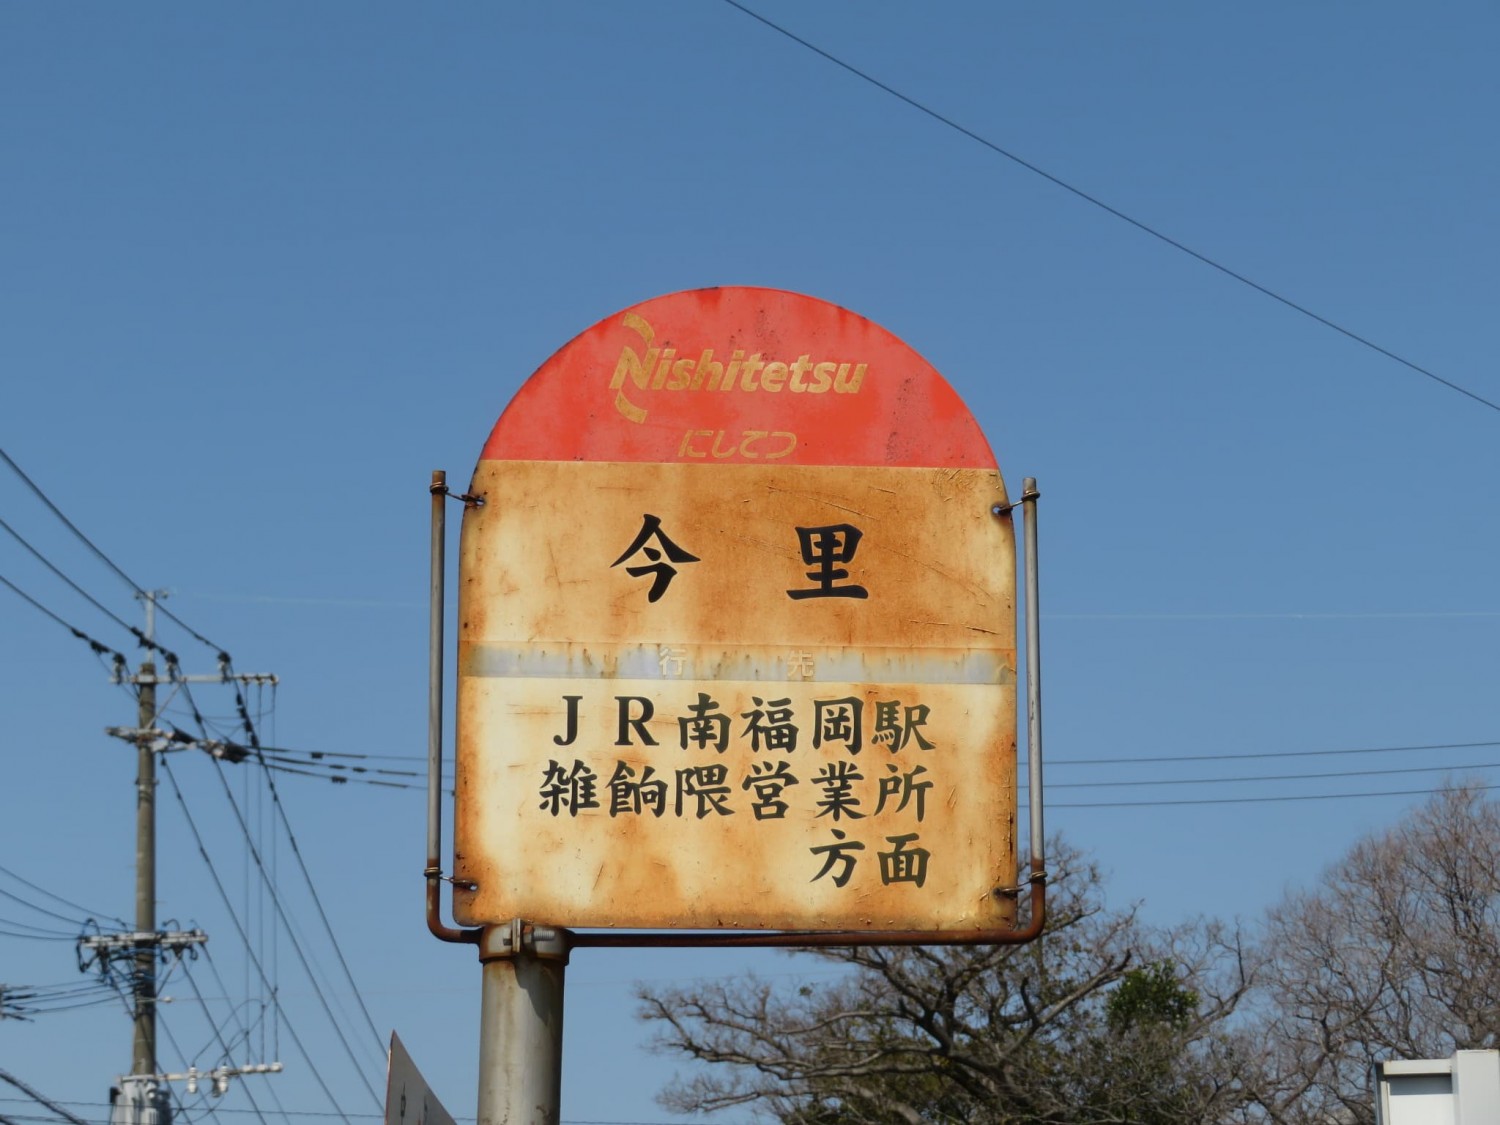 Nishitetsu
にしてつ
今里
行先
JR南福岡駅
雑餉隈営業所
方面